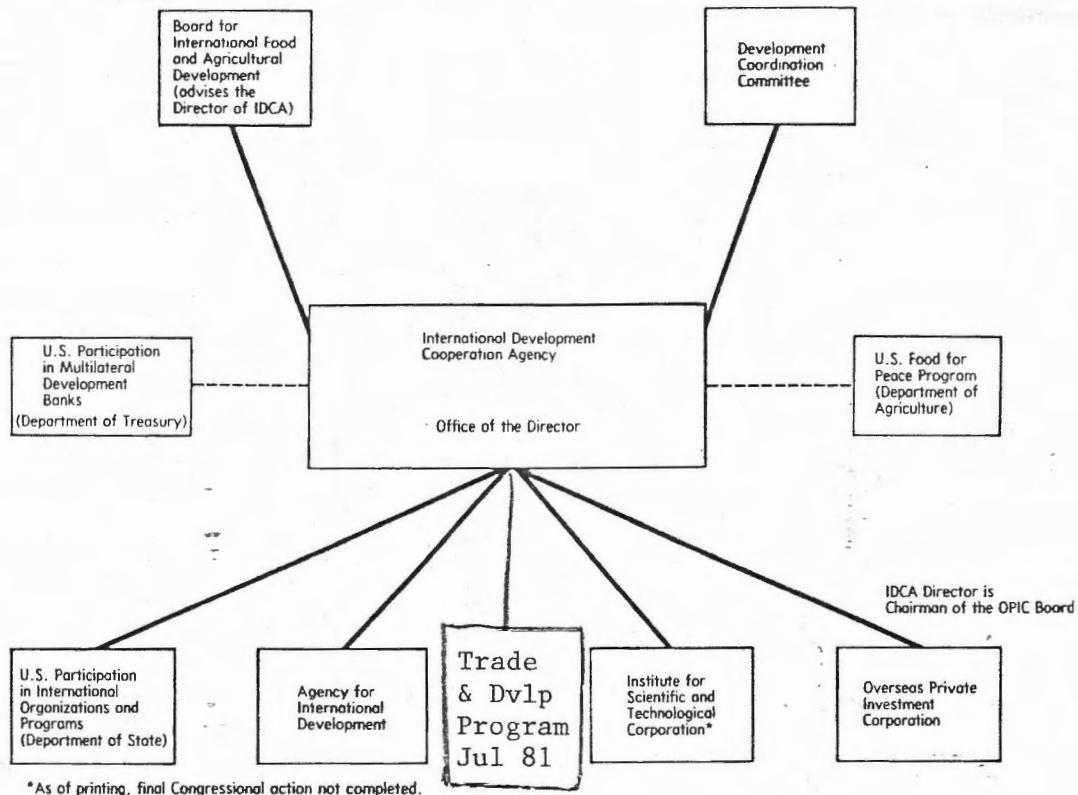 Board for
International Food
and Agricultural
Development
(advises the
Director of IDCA)
Development
Coordination
Committee
U.S. Participation
in Multilateral
Development
Banks
(Department of Treasury)
International Development
Cooperation Agency
Office of the Director
U.S. Food for
Peace Program
(Department of
Agriculture)
IDCA Director is
Chairman of the OPIC Board
U.S. Participation
in International
Organizations and
Programs
(Department of State)
Agency for
International
Development
Trade
& Dvlp
Program
Jul 81
Institute for
Scientific and
Technological
Corporation*
Overseas Private
Investment
Corporation
*As of printing, final Congressional action not completed.